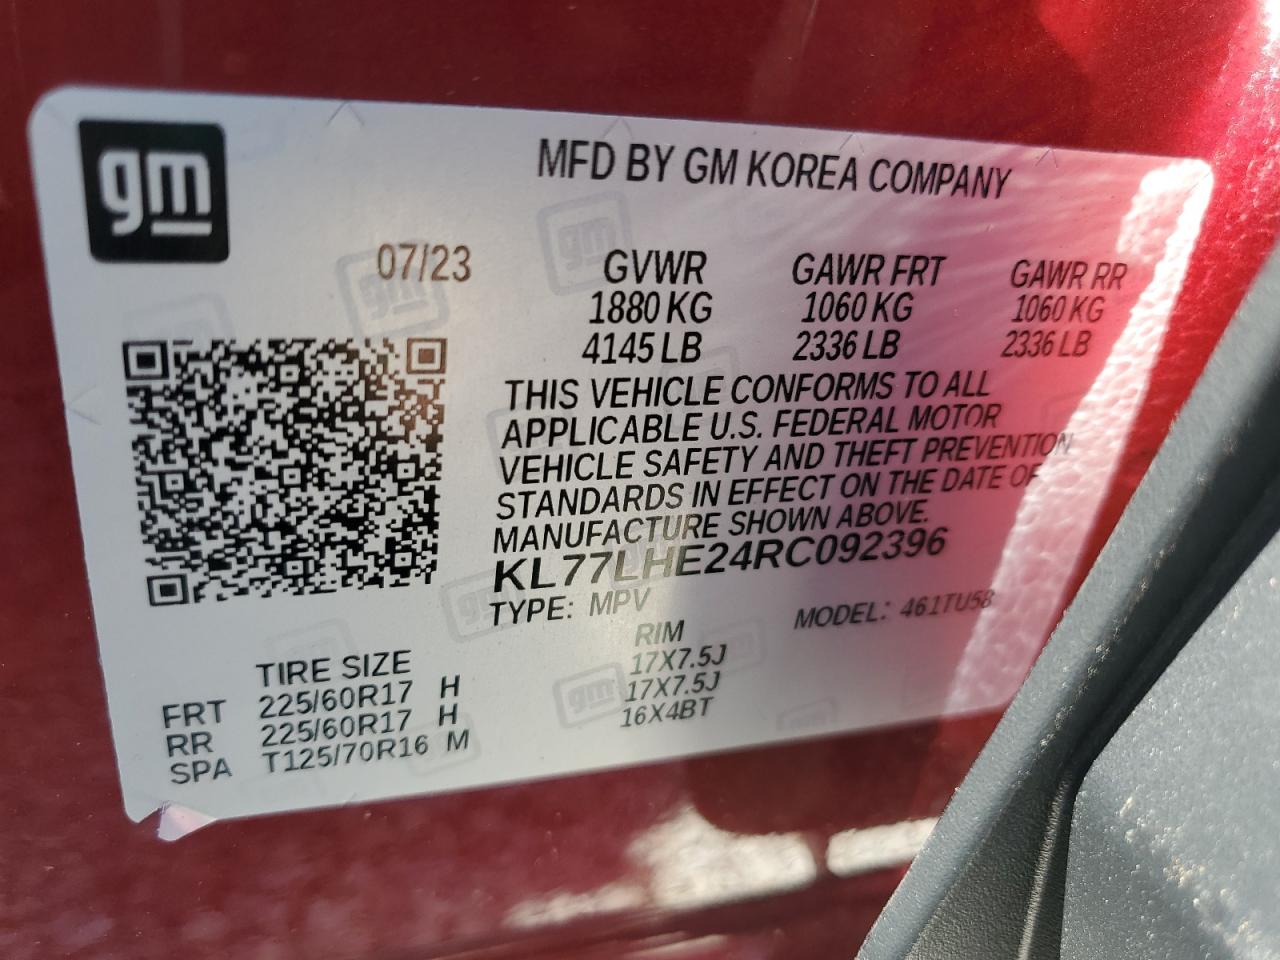 gm
MFD BY GM KOREA COMPANY
07/23
GVWR GAWR FRT GAWR RR
1880 KG 1060 KG 1060 KG
4145 LB 2336 LB 2336 LB
THIS VEHICLE CONFORMS TO ALL
APPLICABLE U.S. FEDERAL MOTOR
VEHICLE SAFETY AND THEFT PREVENTION
STANDARDS IN EFFECT ON THE DATE OF
MANUFACTURE SHOWN ABOVE.
KL77LHE24RC092396
TYPE: MPV MODEL: 461TU58
TIRE SIZE RIM
FRT 225/60R17 H 17X7.5J
RR 225/60R17 H 17X7.5J
SPA T125/70R16 M 16X4BT